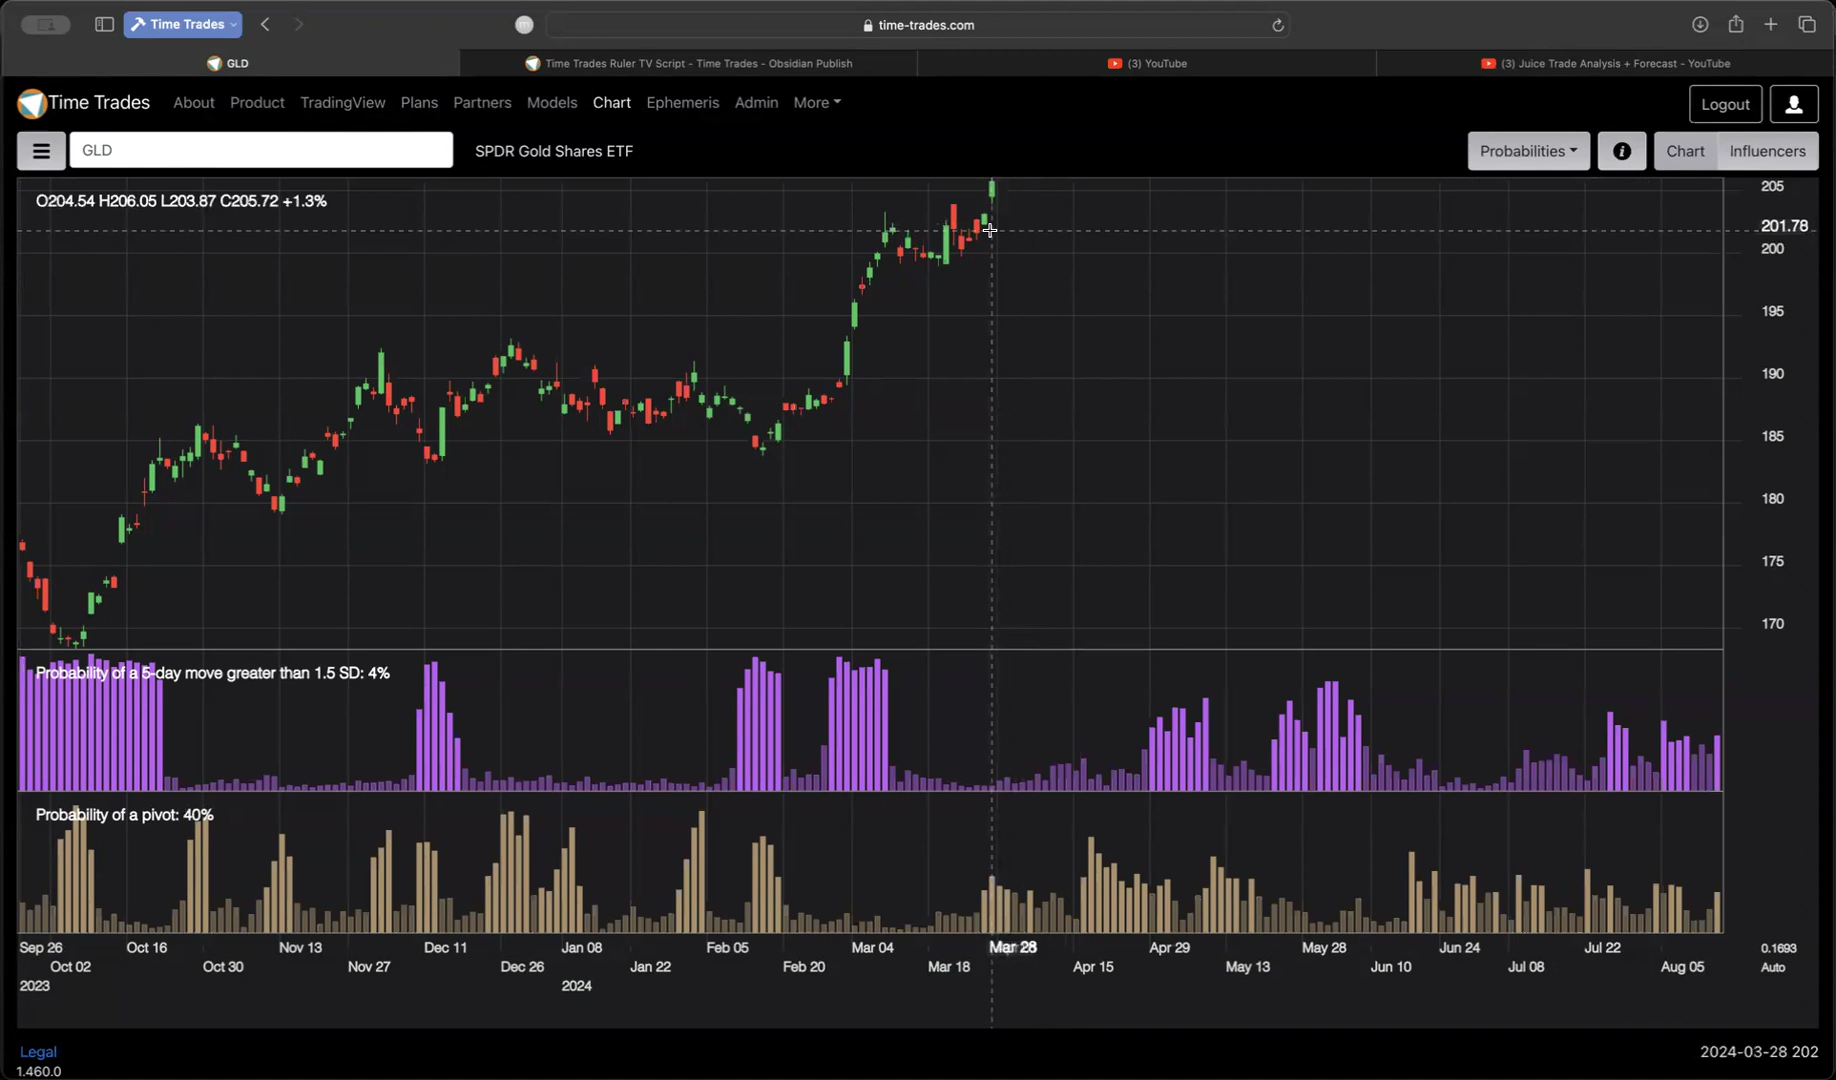 Time Trades
time-trades.com
GLD
Time Trades Ruler TV Script - Time Trades - Obsidian Publish
(3) YouTube
(3) Juice Trade Analysis + Forecast - YouTube
Time Trades About Product TradingView Plans Partners Models Chart Ephemeris Admin More Logout
GLD SPDR Gold Shares ETF Probabilities Chart Influencers
O204.54 H206.05 L203.87 C205.72 +1.3%
205
201.78
200
195
190
185
180
175
170
Probability of a 5-day move greater than 1.5 SD: 4%
Probability of a pivot: 40%
Sep 26 Oct 16 Nov 13 Dec 11 Jan 08 Feb 05 Mar 04 Mar 28 Apr 29 May 28 Jun 24 Jul 22 0.1693
Oct 02 Oct 30 Nov 27 Dec 26 Jan 22 Feb 20 Mar 18 Apr 15 May 13 Jun 10 Jul 08 Aug 05 Auto
2023 2024
Legal 2024-03-28 202
1.460.0